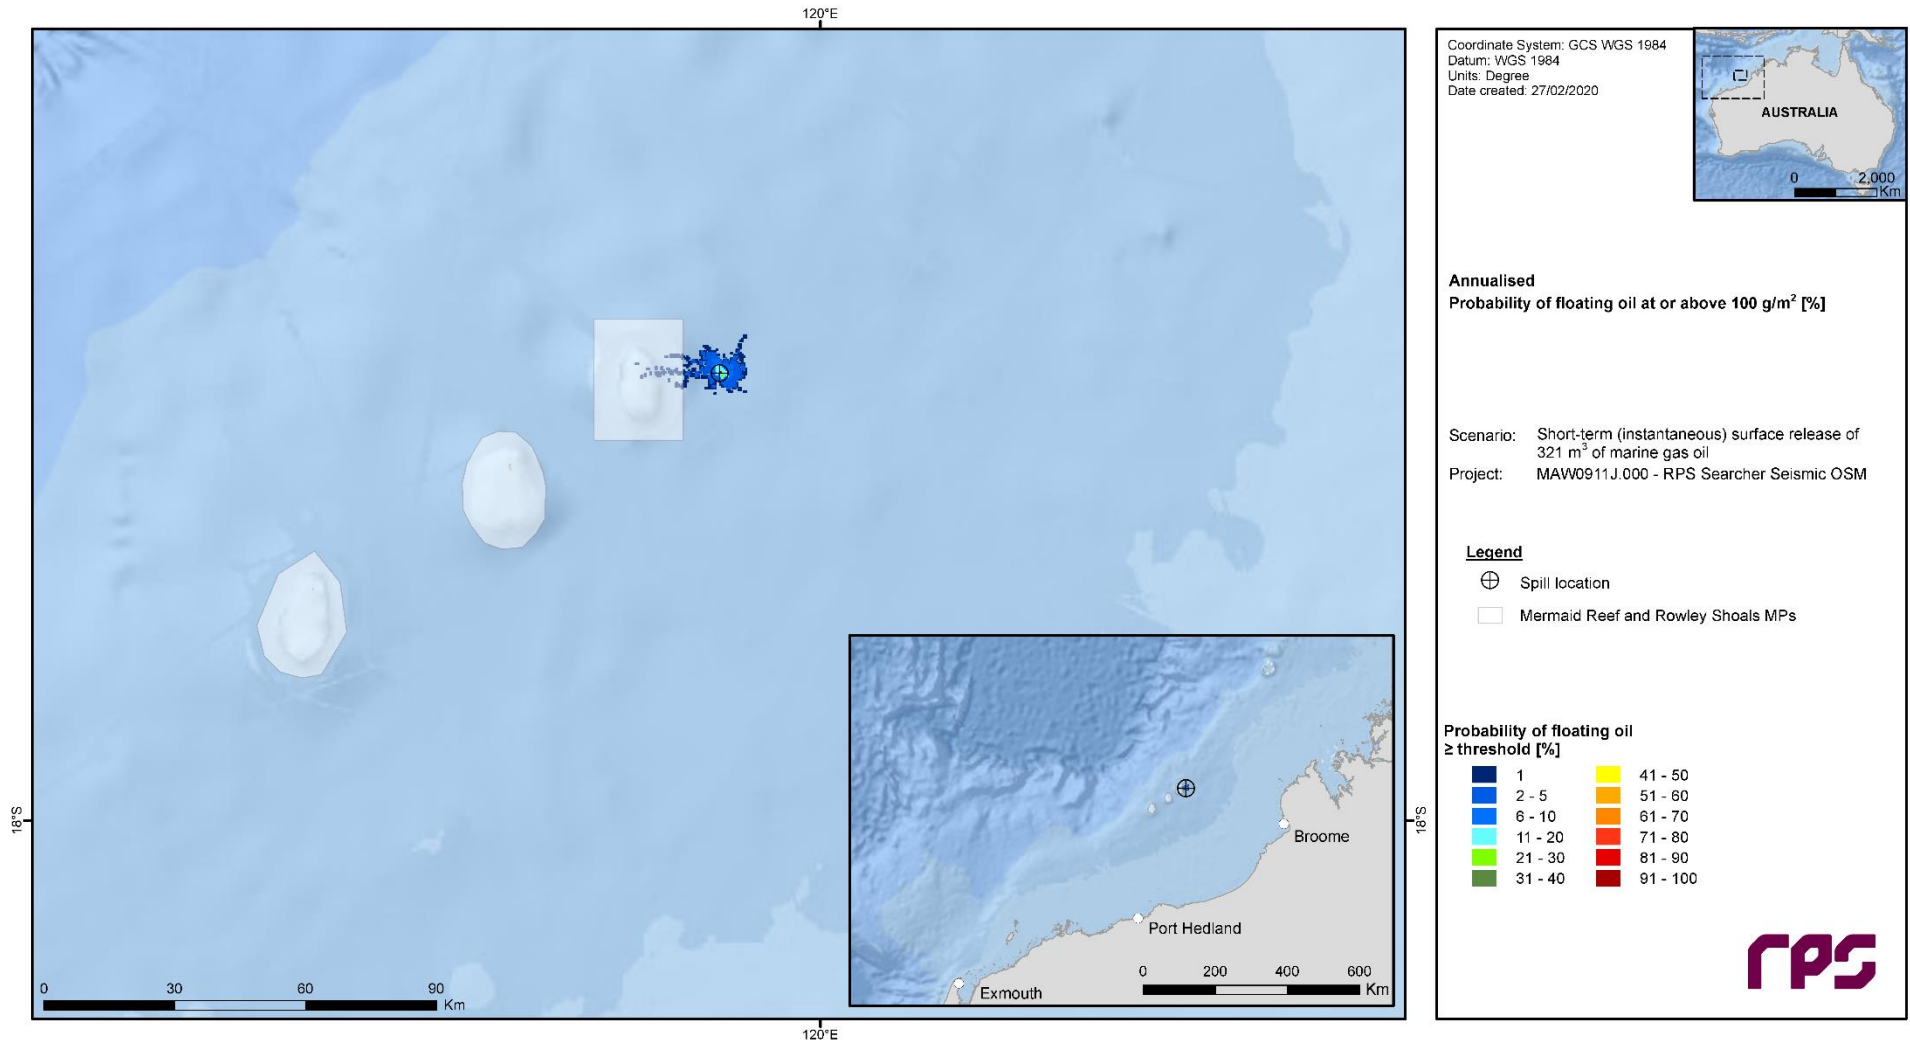 120°E
18°S
18°S
120°E
0 30 60 90
Km
Broome
Port Hedland
Exmouth
0 200 400 600
Km
Coordinate System: GCS WGS 1984
Datum: WGS 1984
Units: Degree
Date created: 27/02/2020
AUSTRALIA
0 2,000
Km
Annualised
Probability of floating oil at or above 100 g/m² [%]
Scenario: Short-term (instantaneous) surface release of
321 m³ of marine gas oil
Project: MAW0911J.000 - RPS Searcher Seismic OSM
Legend
Spill location
Mermaid Reef and Rowley Shoals MPs
Probability of floating oil
≥ threshold [%]
1 41 - 50
2 - 5 51 - 60
6 - 10 61 - 70
11 - 20 71 - 80
21 - 30 81 - 90
31 - 40 91 - 100
rps